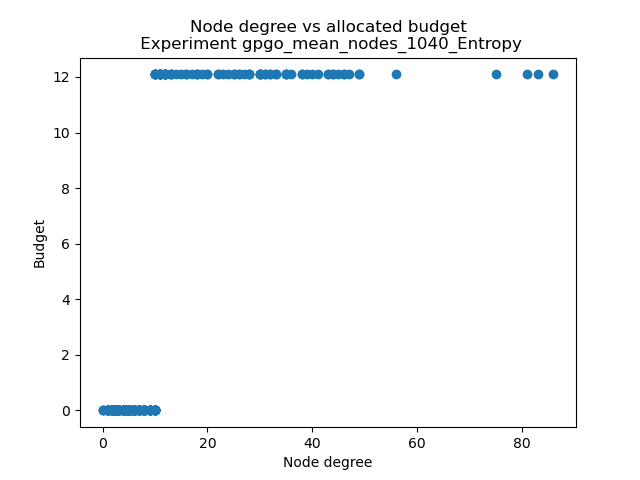 Node degree vs allocated budget
Experiment gpgo_mean_nodes_1040_Entropy
12
10
8
6
4
2
0
Budget
0 20 40 60 80
Node degree